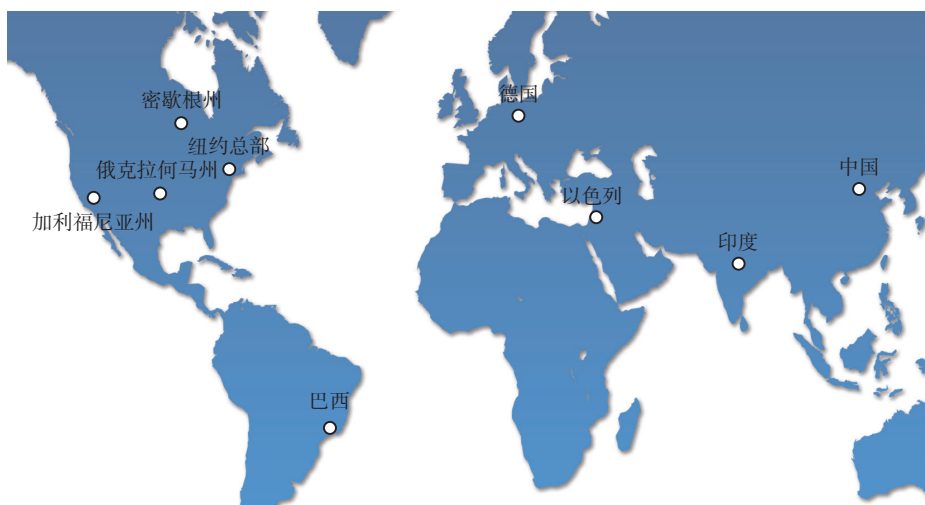 密歇根州
德国
纽约总部
俄克拉何马州
中国
以色列
加利福尼亚州
印度
巴西